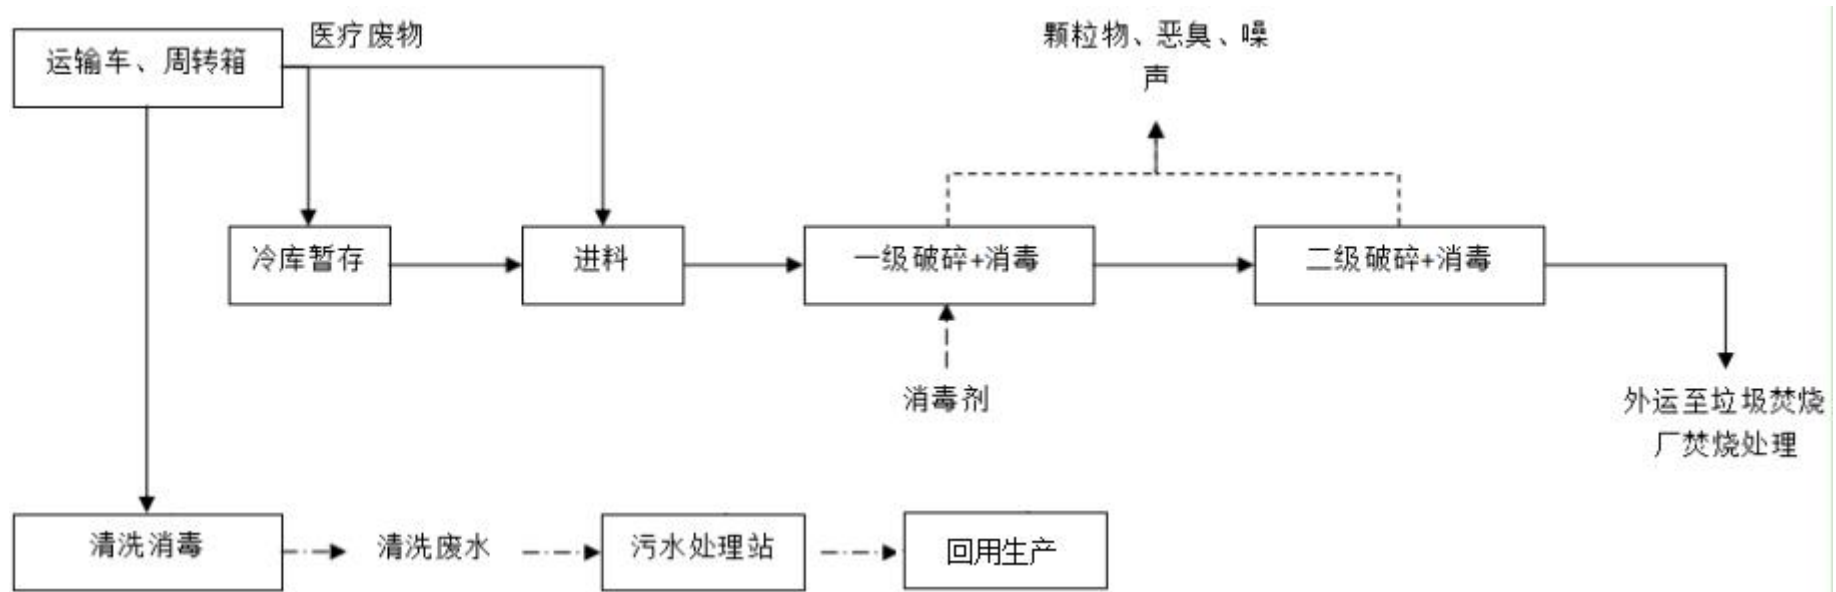 医疗废物
运输车、周转箱
颗粒物、恶臭、噪
声
冷库暂存
进料
一级破碎+消毒
二级破碎+消毒
消毒剂
外运至垃圾焚烧
厂焚烧处理
清洗消毒
清洗废水
污水处理站
回用生产